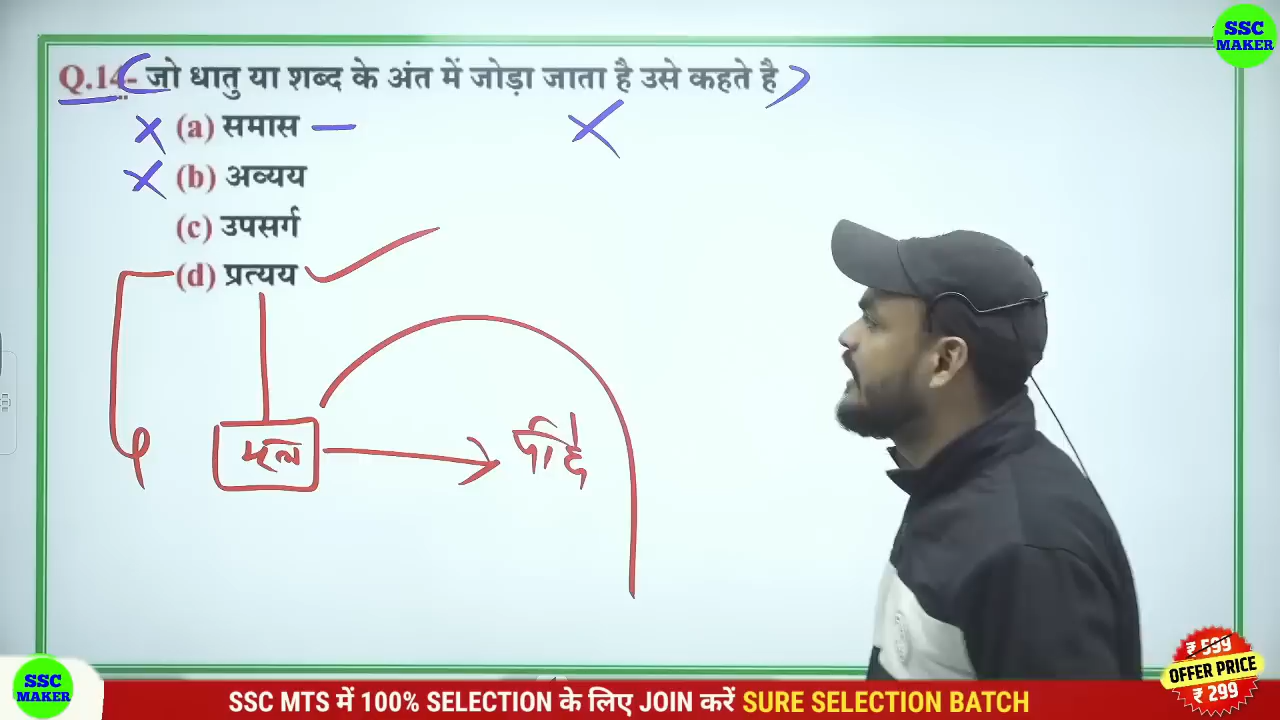 SSC
MAKER
Q.14- जो धातु या शब्द के अंत में जोड़ा जाता है उसे कहते है
(a) समास
(b) अव्यय
(c) उपसर्ग
(d) प्रत्यय
SSC
MAKER
SSC MTS में 100% SELECTION के लिए JOIN करें SURE SELECTION BATCH
₹ 599
OFFER PRICE
₹ 299